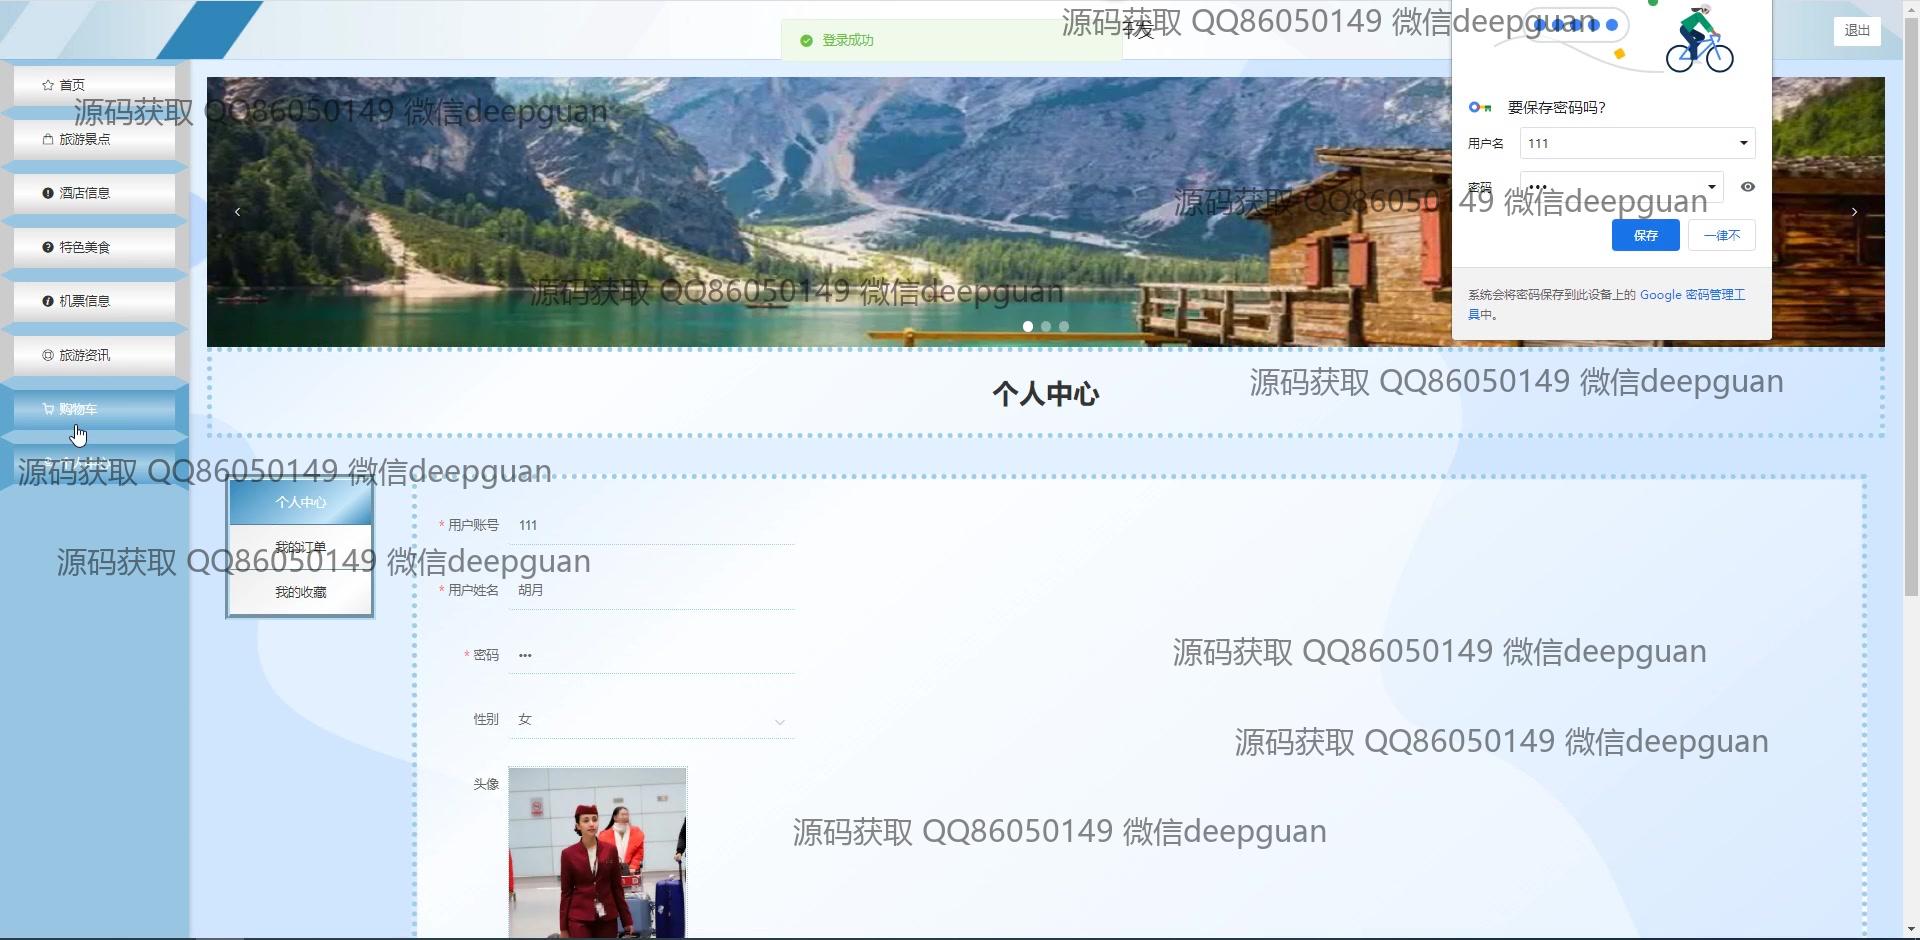 源码获取 QQ86050149 微信deepguan
登录成功
退出
首页
源码获取 QQ86050149 微信deepguan
旅游景点
酒店信息
特色美食
机票信息
旅游资讯
购物车
个人中心
要保存密码吗?
用户名 111
密码 •••
源码获取 QQ86050149 微信deepguan
保存 一律不
系统会将密码保存到此设备上的 Google 密码管理工
具中。
源码获取 QQ86050149 微信deepguan
个人中心
源码获取 QQ86050149 微信deepguan
源码获取 QQ86050149 微信deepguan
个人中心
我的订单
我的收藏
源码获取 QQ86050149 微信deepguan
* 用户账号 111
* 用户姓名 胡月
* 密码 •••
性别 女
头像
源码获取 QQ86050149 微信deepguan
源码获取 QQ86050149 微信deepguan
源码获取 QQ86050149 微信deepguan